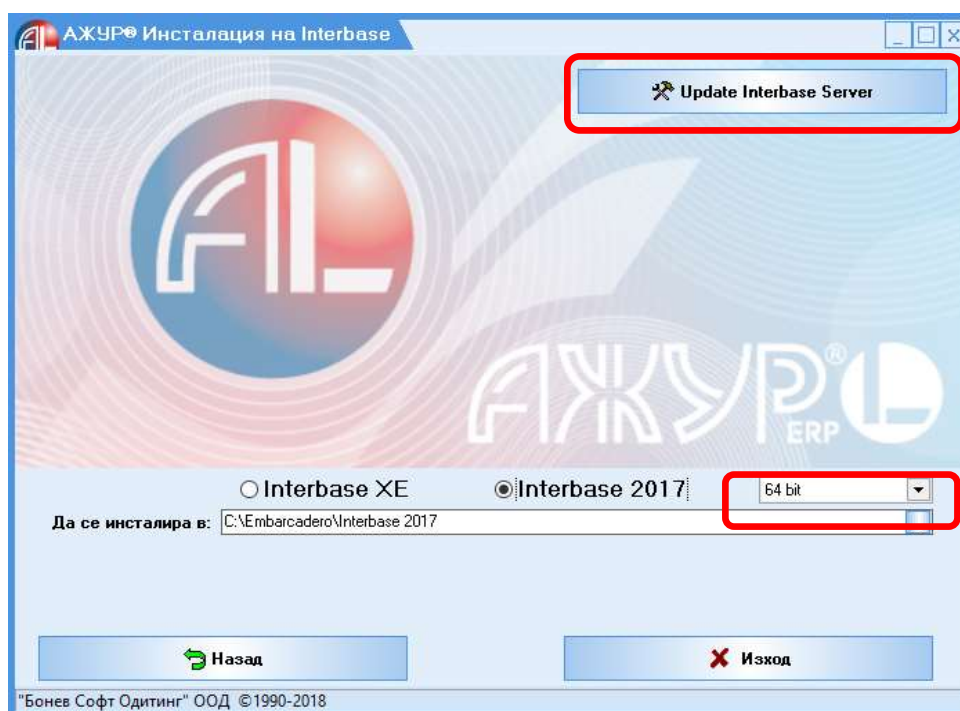 АЖУР® Инсталация на Interbase
Update Interbase Server
AL
АЖУР®L
ERP
Interbase XE
Interbase 2017
64 bit
Да се инсталира в:
C:\Embarcadero\Interbase 2017
Назад
Изход
"Бонев Софт Одитинг" ООД ©1990-2018